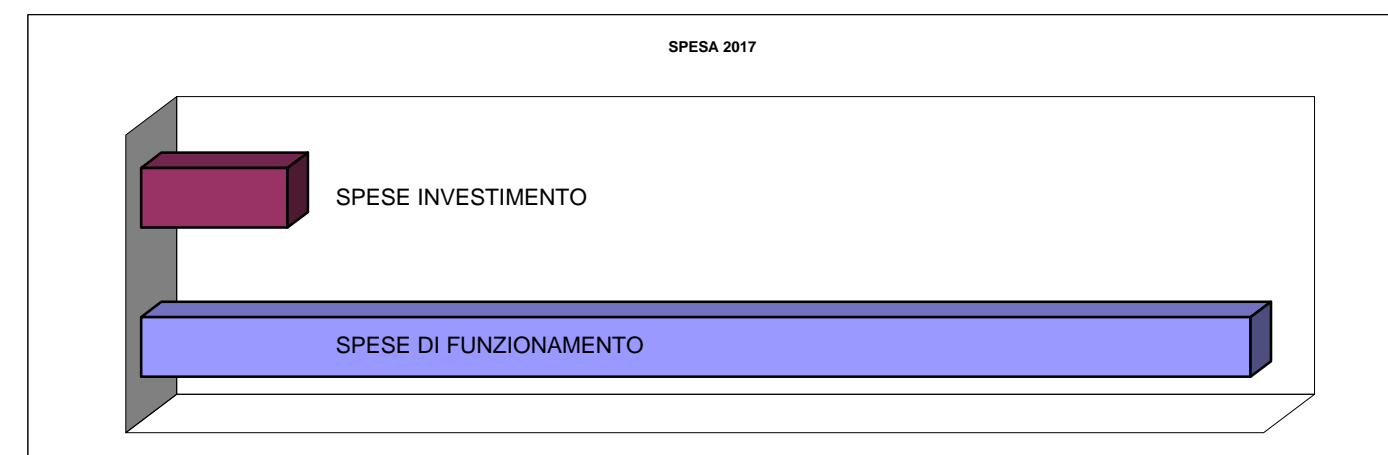 SPESA 2017
SPESE INVESTIMENTO
SPESE DI FUNZIONAMENTO